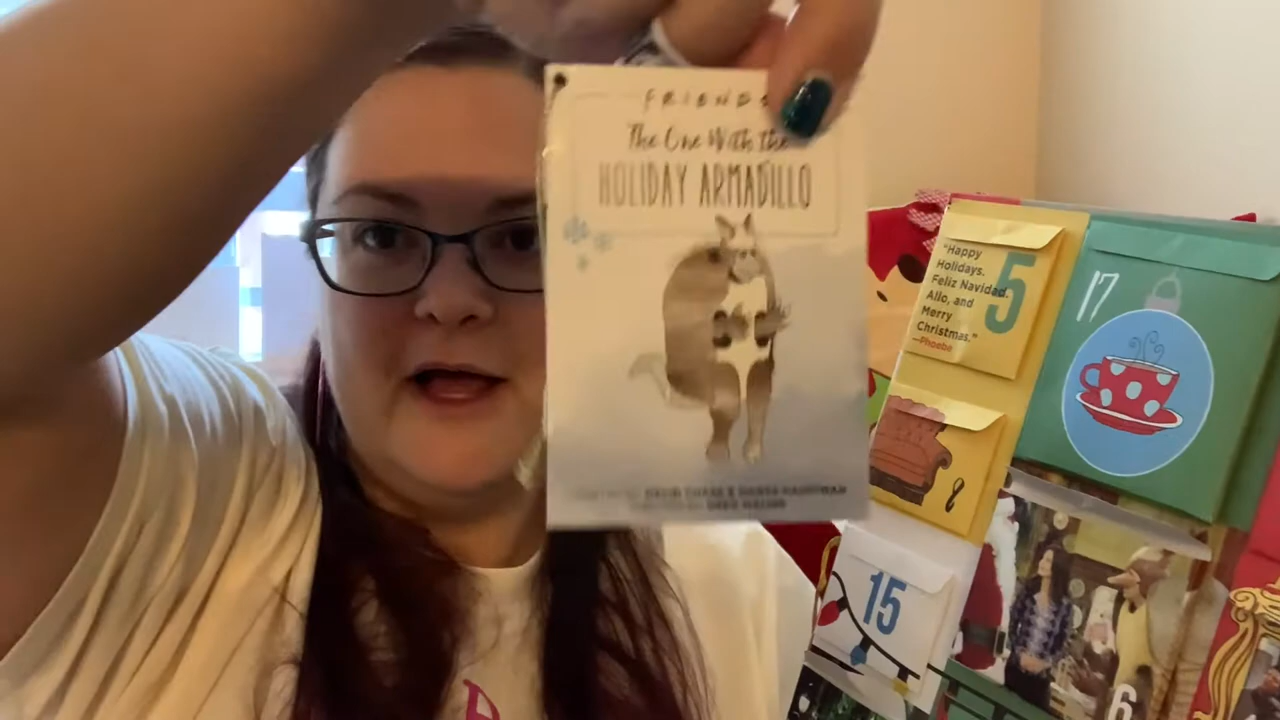 FRIENDS
The One With the
HOLIDAY ARMADILLO
"Happy
Holidays.
Feliz Navidad.
Allo, and
Merry
Christmas."
—Phoebe
5
17
15
6